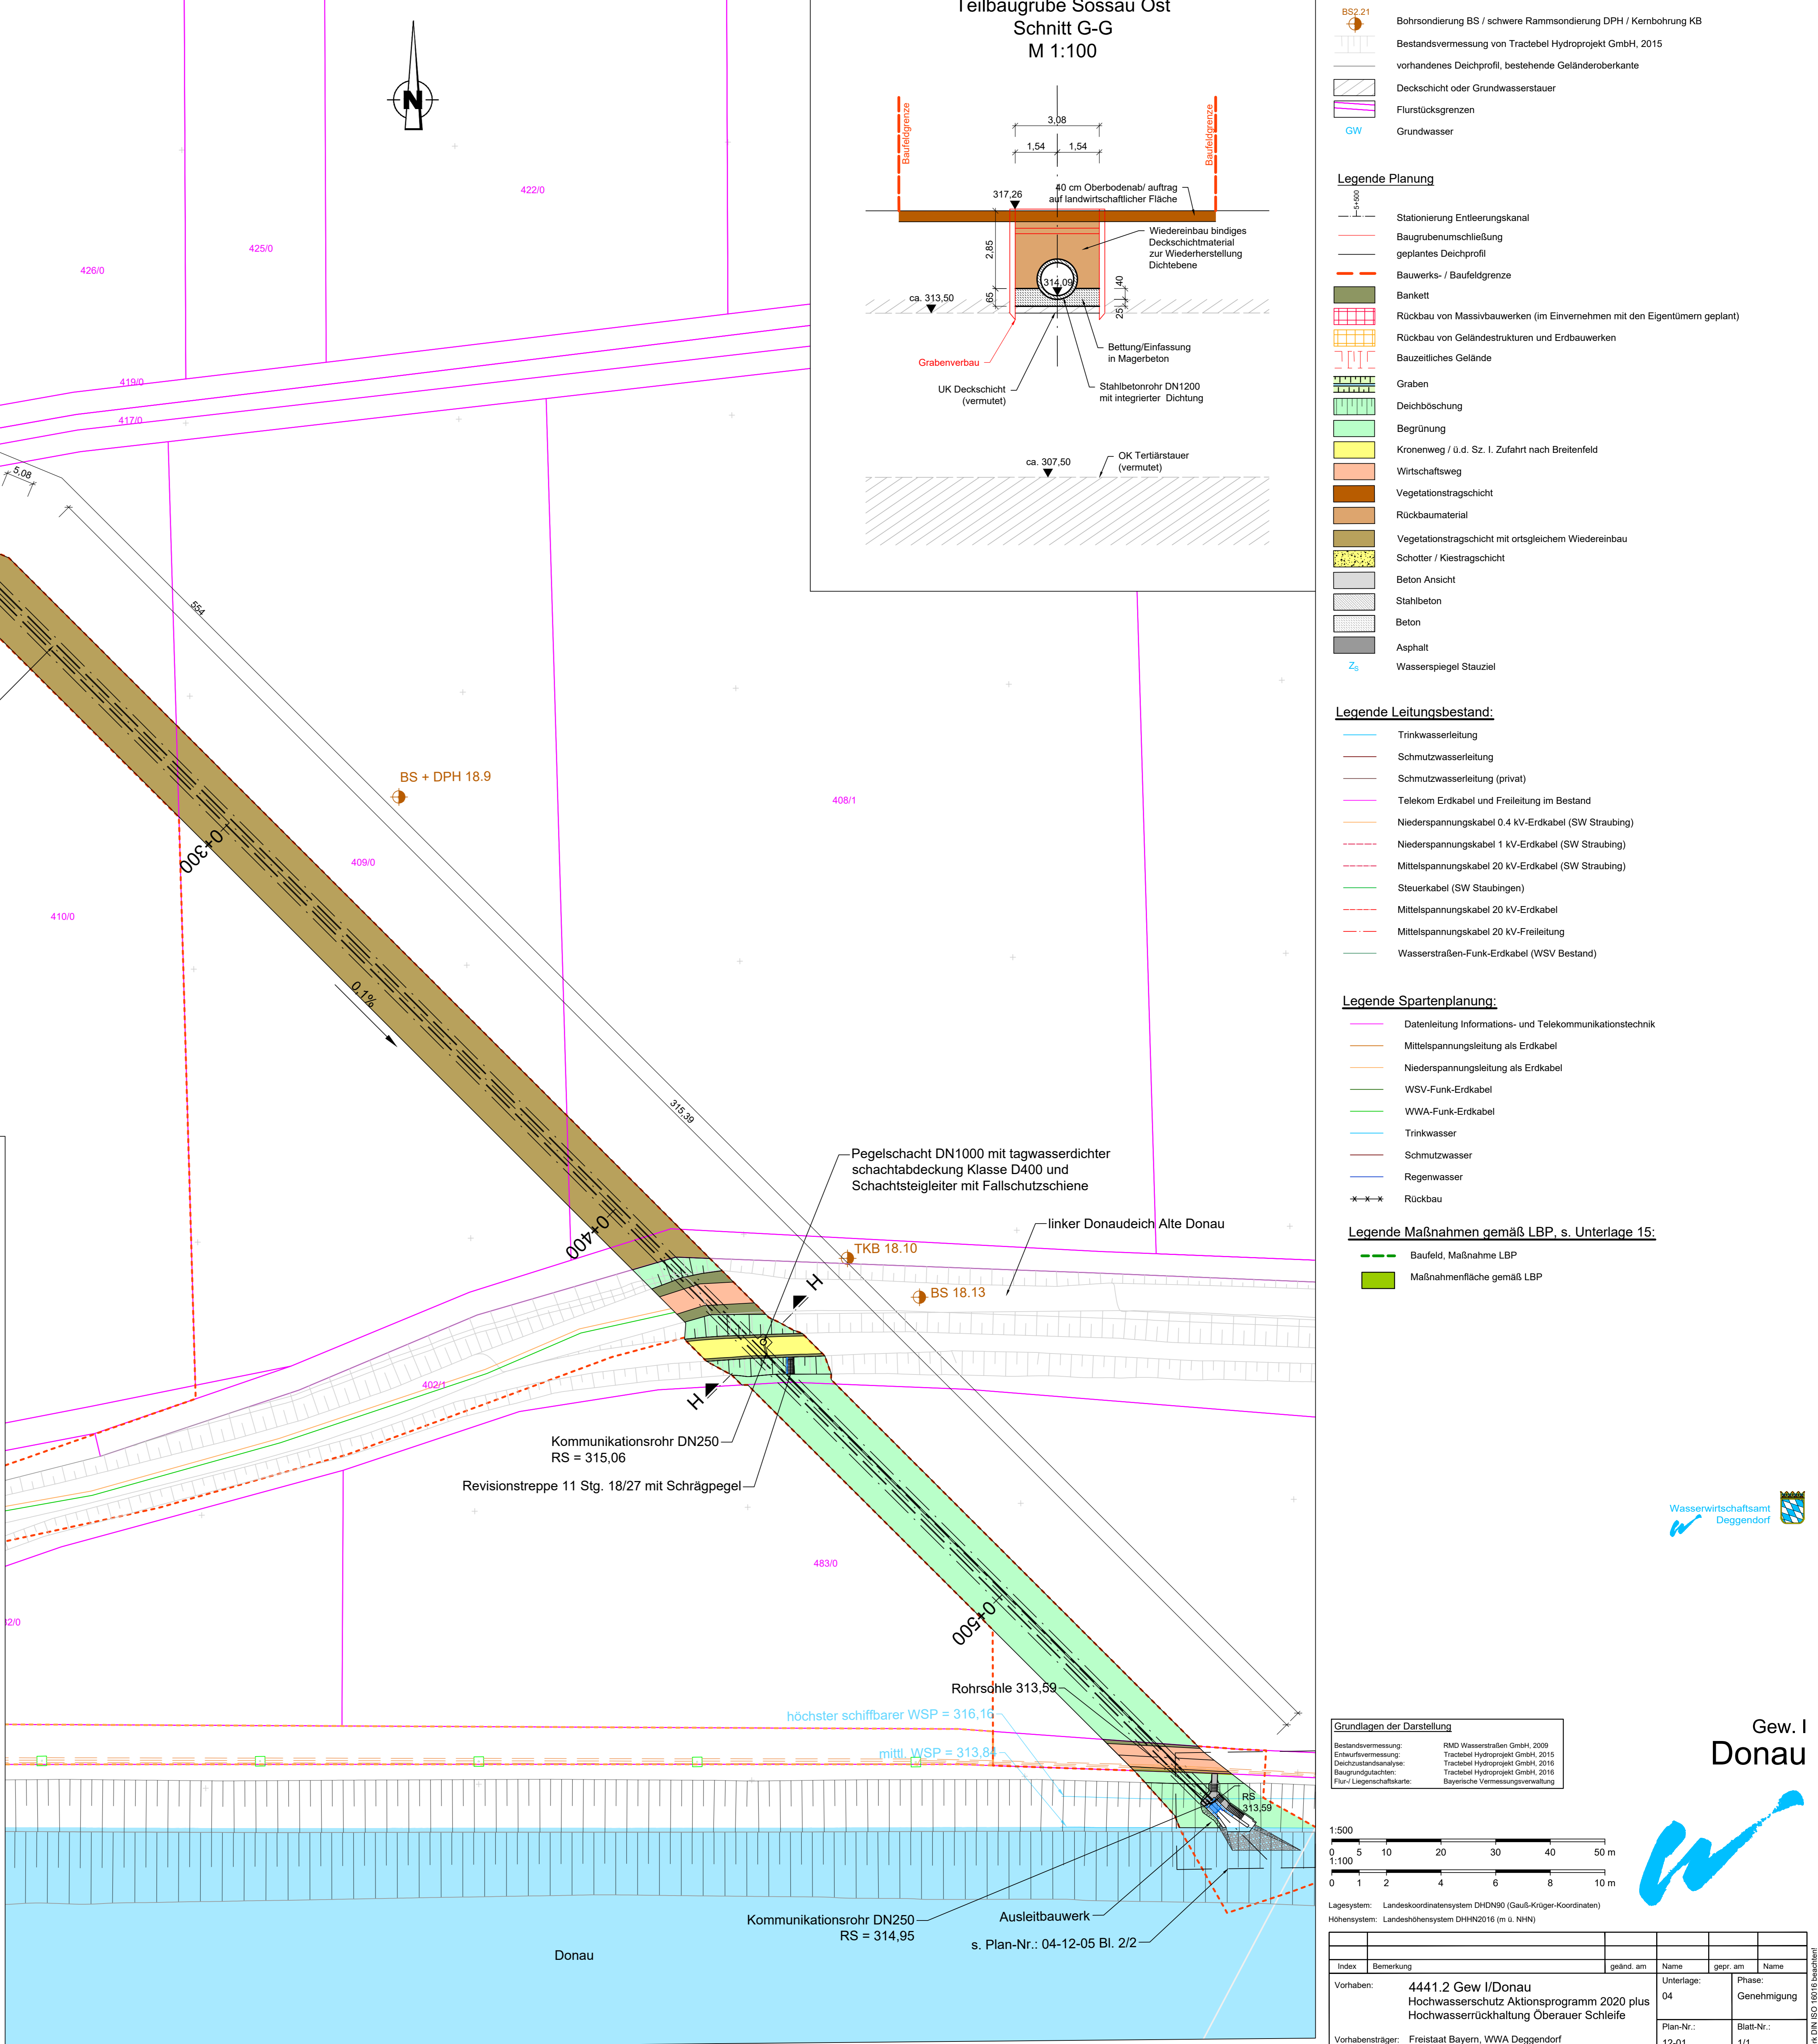 Teilbaugrube Sossau Ost
Schnitt G-G
M 1:100
Baufeldgrenze
Baufeldgrenze
3,08
1,54
1,54
317,26
40 cm Oberbodenab/ auftrag
auf landwirtschaftlicher Fläche
Wiedereinbau bindiges
Deckschichtmaterial
zur Wiederherstellung
Dichtebene
2,85
65
40
25
314,09
ca. 313,50
Grabenverbau
Bettung/Einfassung
in Magerbeton
UK Deckschicht
(vermutet)
Stahlbetonrohr DN1200
mit integrierter Dichtung
ca. 307,50
OK Tertiärstauer
(vermutet)
N
422/0
425/0
426/0
419/0
417/0
5,08
554
BS + DPH 18.9
408/1
0+300
409/0
410/0
0,1%
315,39
Pegelschacht DN1000 mit tagwasserdichter
schachtabdeckung Klasse D400 und
Schachtsteigleiter mit Fallschutzschiene
0+400
linker Donaudeich Alte Donau
TKB 18.10
H
BS 18.13
402/1
H
Kommunikationsrohr DN250
RS = 315,06
Revisionstreppe 11 Stg. 18/27 mit Schrägpegel
483/0
0+500
Rohrsohle 313,59
höchster schiffbarer WSP = 316,16
mittl. WSP = 313,84
RS
313,59
Kommunikationsrohr DN250
RS = 314,95
Ausleitbauwerk
s. Plan-Nr.: 04-12-05 Bl. 2/2
Donau
BS2.21
Bohrsondierung BS / schwere Rammsondierung DPH / Kernbohrung KB
Bestandsvermessung von Tractebel Hydroprojekt GmbH, 2015
vorhandenes Deichprofil, bestehende Geländeroberkante
Deckschicht oder Grundwasserstauer
Flurstücksgrenzen
GW Grundwasser
Legende Planung
5+500
Stationierung Entleerungskanal
Baugrubenumschließung
geplantes Deichprofil
Bauwerks- / Baufeldgrenze
Bankett
Rückbau von Massivbauwerken (im Einvernehmen mit den Eigentümern geplant)
Rückbau von Geländestrukturen und Erdbauwerken
Bauzeitliches Gelände
Graben
Deichböschung
Begrünung
Kronenweg / ü.d. Sz. I. Zufahrt nach Breitenfeld
Wirtschaftsweg
Vegetationstragschicht
Rückbaumaterial
Vegetationstragschicht mit ortsgleichem Wiedereinbau
Schotter / Kiestragschicht
Beton Ansicht
Stahlbeton
Beton
Asphalt
ZS Wasserspiegel Stauziel
Legende Leitungsbestand:
Trinkwasserleitung
Schmutzwasserleitung
Schmutzwasserleitung (privat)
Telekom Erdkabel und Freileitung im Bestand
Niederspannungskabel 0.4 kV-Erdkabel (SW Straubing)
Niederspannungskabel 1 kV-Erdkabel (SW Straubing)
Mittelspannungskabel 20 kV-Erdkabel (SW Straubing)
Steuerkabel (SW Staubingen)
Mittelspannungskabel 20 kV-Erdkabel
Mittelspannungskabel 20 kV-Freileitung
Wasserstraßen-Funk-Erdkabel (WSV Bestand)
Legende Spartenplanung:
Datenleitung Informations- und Telekommunikationstechnik
Mittelspannungsleitung als Erdkabel
Niederspannungsleitung als Erdkabel
WSV-Funk-Erdkabel
WWA-Funk-Erdkabel
Trinkwasser
Schmutzwasser
Regenwasser
Rückbau
Legende Maßnahmen gemäß LBP, s. Unterlage 15:
Baufeld, Maßnahme LBP
Maßnahmenfläche gemäß LBP
Wasserwirtschaftsamt
Deggendorf
Grundlagen der Darstellung
Bestandsvermessung: RMD Wasserstraßen GmbH, 2009
Entwurfsvermessung: Tractebel Hydroprojekt GmbH, 2015
Deichzustandsanalyse: Tractebel Hydroprojekt GmbH, 2016
Baugrundgutachten: Tractebel Hydroprojekt GmbH, 2016
Flur-/ Liegenschaftskarte: Bayerische Vermessungsverwaltung
Gew. I
Donau
1:500
0 5 10 20 30 40 50 m
1:100
0 1 2 4 6 8 10 m
Lagesystem: Landeskoordinatensystem DHDN90 (Gauß-Krüger-Koordinaten)
Höhensystem: Landeshöhensystem DHHN2016 (m ü. NHN)
Index Bemerkung geänd. am Name gepr. am Name
Vorhaben: 4441.2 Gew I/Donau
Hochwasserschutz Aktionsprogramm 2020 plus
Hochwasserrückhaltung Öberauer Schleife
Unterlage: 04
Phase: Genehmigung
Plan-Nr.: 12-01
Blatt-Nr.: 1/1
Vorhabensträger: Freistaat Bayern, WWA Deggendorf
DIN ISO 16016 beachten!